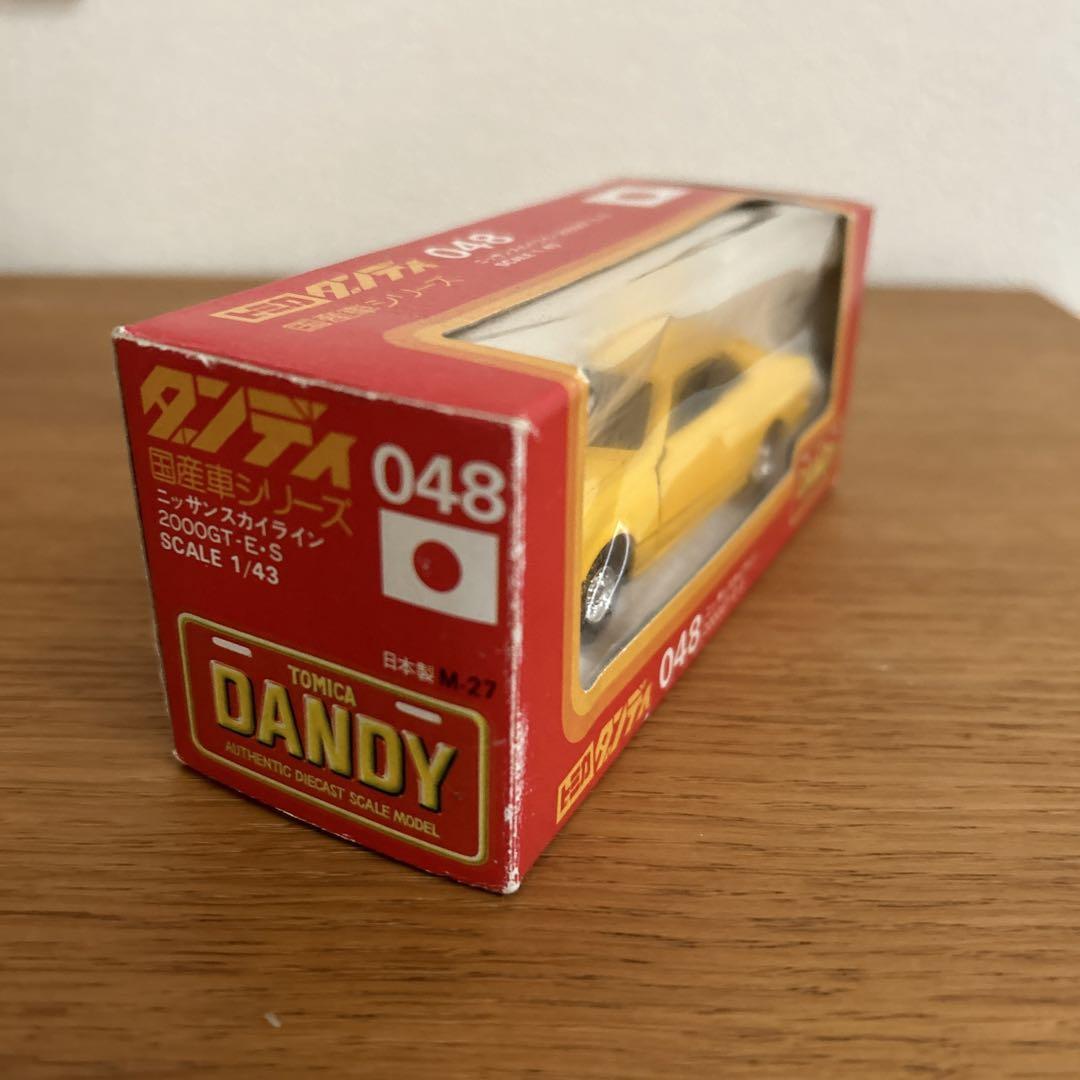 トミカダンディ 048
国産車シリーズ
SCALE 1/43
ダンディ
国産車シリーズ
048
ニッサンスカイライン
2000GT-E・S
SCALE 1/43
日本製 M-27
TOMICA
DANDY
AUTHENTIC DIECAST SCALE MODEL
トミカダンディ 048